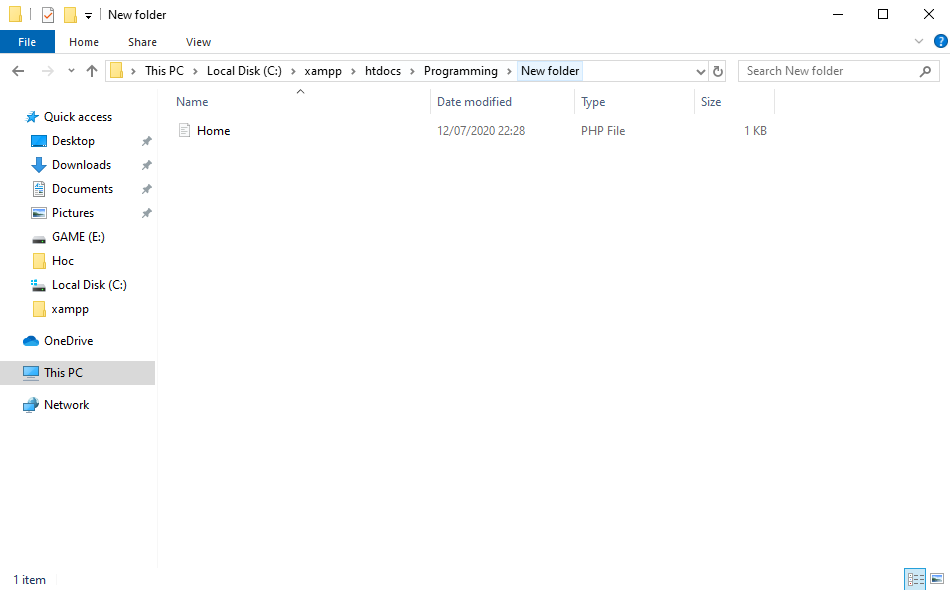 New folder
File Home Share View
This PC Local Disk (C:) xampp htdocs Programming New folder Search New folder
Name Date modified Type Size
Home 12/07/2020 22:28 PHP File 1 KB
Quick access
Desktop
Downloads
Documents
Pictures
GAME (E:)
Hoc
Local Disk (C:)
xampp
OneDrive
This PC
Network
1 item